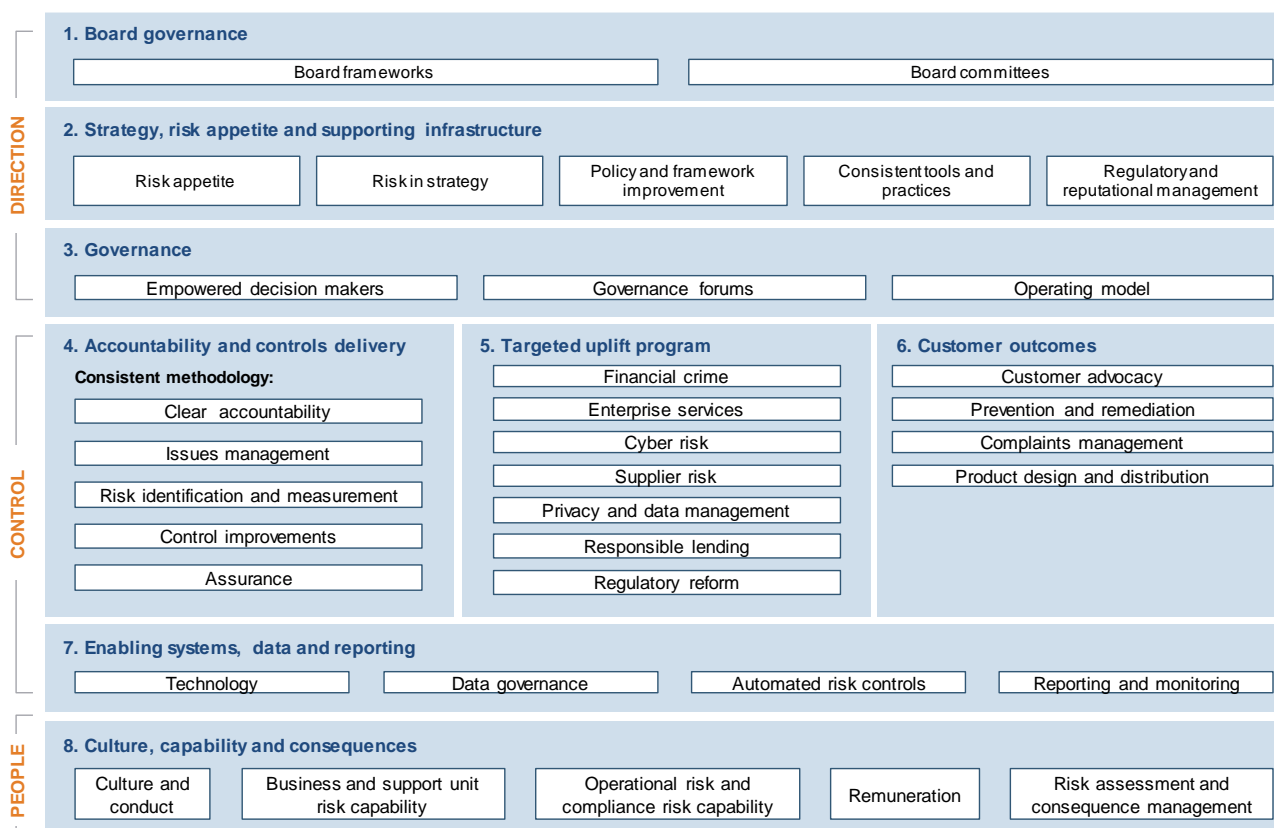 DIRECTION
1. Board governance
Board frameworks
Board committees
2. Strategy, risk appetite and supporting infrastructure
Risk appetite
Risk in strategy
Policy and framework
improvement
Consistent tools and
practices
Regulatory and
reputational management
3. Governance
Empowered decision makers
Governance forums
Operating model
CONTROL
4. Accountability and controls delivery
Consistent methodology:
Clear accountability
Issues management
Risk identification and measurement
Control improvements
Assurance
5. Targeted uplift program
Financial crime
Enterprise services
Cyber risk
Supplier risk
Privacy and data management
Responsible lending
Regulatory reform
6. Customer outcomes
Customer advocacy
Prevention and remediation
Complaints management
Product design and distribution
7. Enabling systems, data and reporting
Technology
Data governance
Automated risk controls
Reporting and monitoring
PEOPLE
8. Culture, capability and consequences
Culture and
conduct
Business and support unit
risk capability
Operational risk and
compliance risk capability
Remuneration
Risk assessment and
consequence management